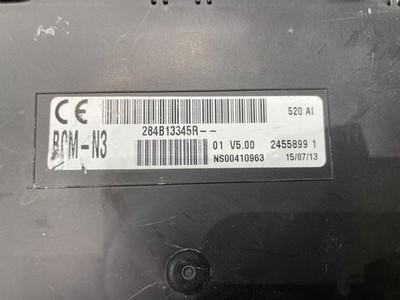 CE 520 AI
284B13345R--
BCM-N3 01 V5.00 2455899 1
NS00410963 15/07/13